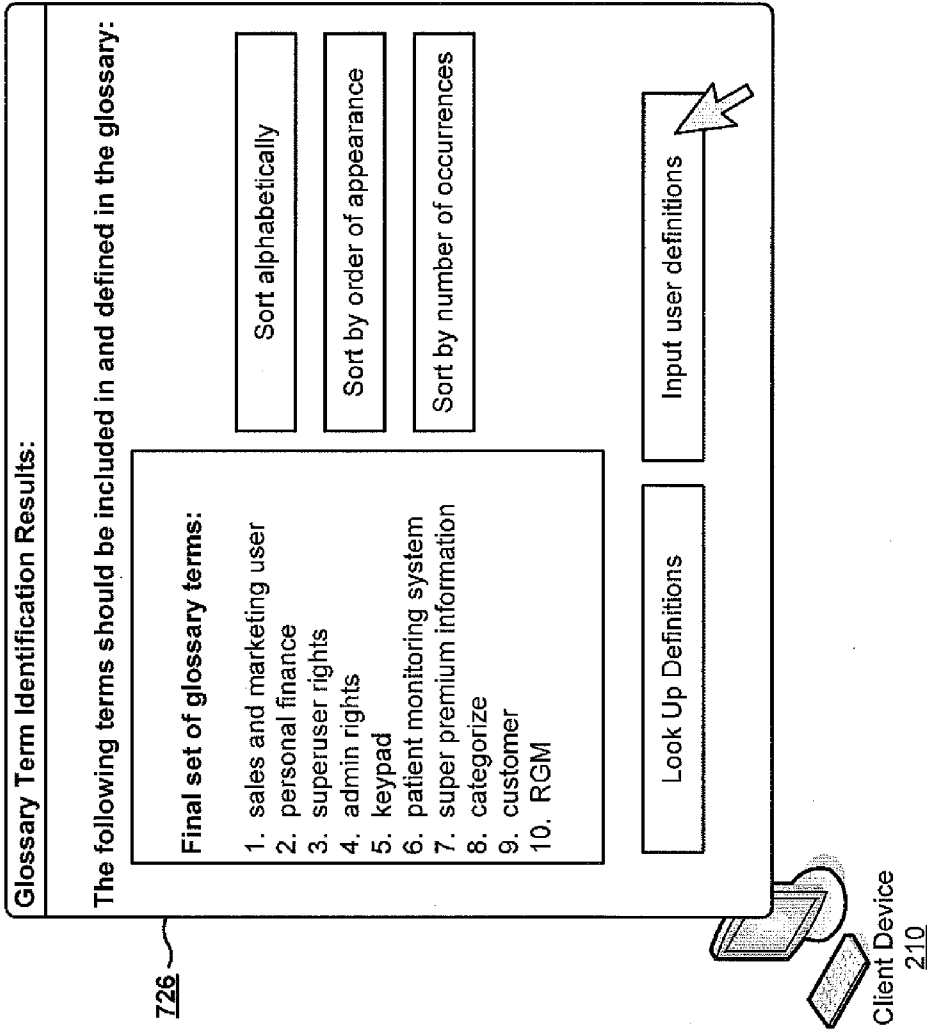 Glossary Term Identification Results:
The following terms should be included in and defined in the glossary:
Final set of glossary terms:
1. sales and marketing user
2. personal finance
3. superuser rights
4. admin rights
5. keypad
6. patient monitoring system
7. super premium information
8. categorize
9. customer
10. RGM
Sort alphabetically
Sort by order of appearance
Sort by number of occurrences
Look Up Definitions
Input user definitions
726
Client Device
210